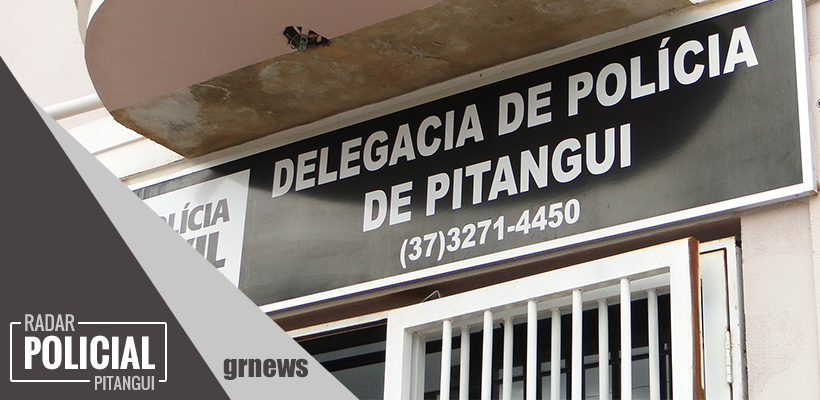 DELEGACIA DE POLÍCIA
DE PITANGUI
(37)3271-4450
RADAR
POLICIAL
PITANGUI
grnews